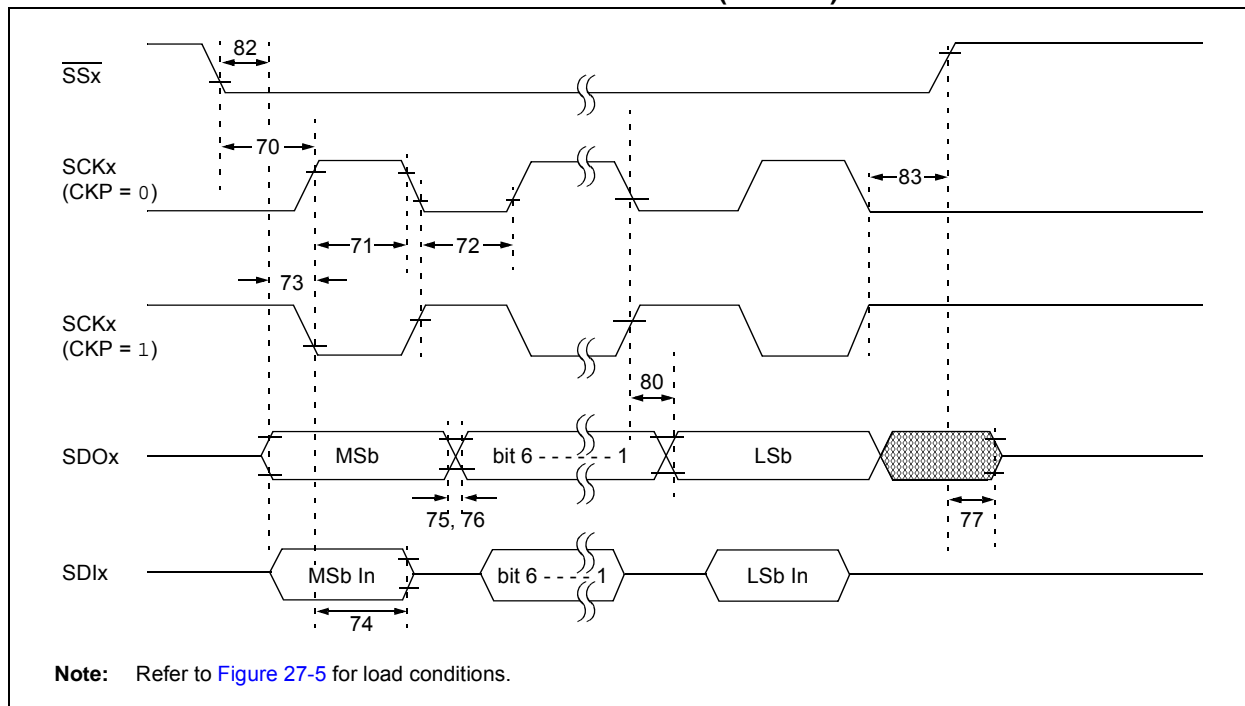 82
SSx
70
SCKx
(CKP = 0)
83
71
72
73
SCKx
(CKP = 1)
80
SDOx
MSb
bit 6 - - - - - - 1
LSb
75, 76
77
SDIx
MSb In
bit 6 - - - - 1
LSb In
74
Note: Refer to Figure 27-5 for load conditions.